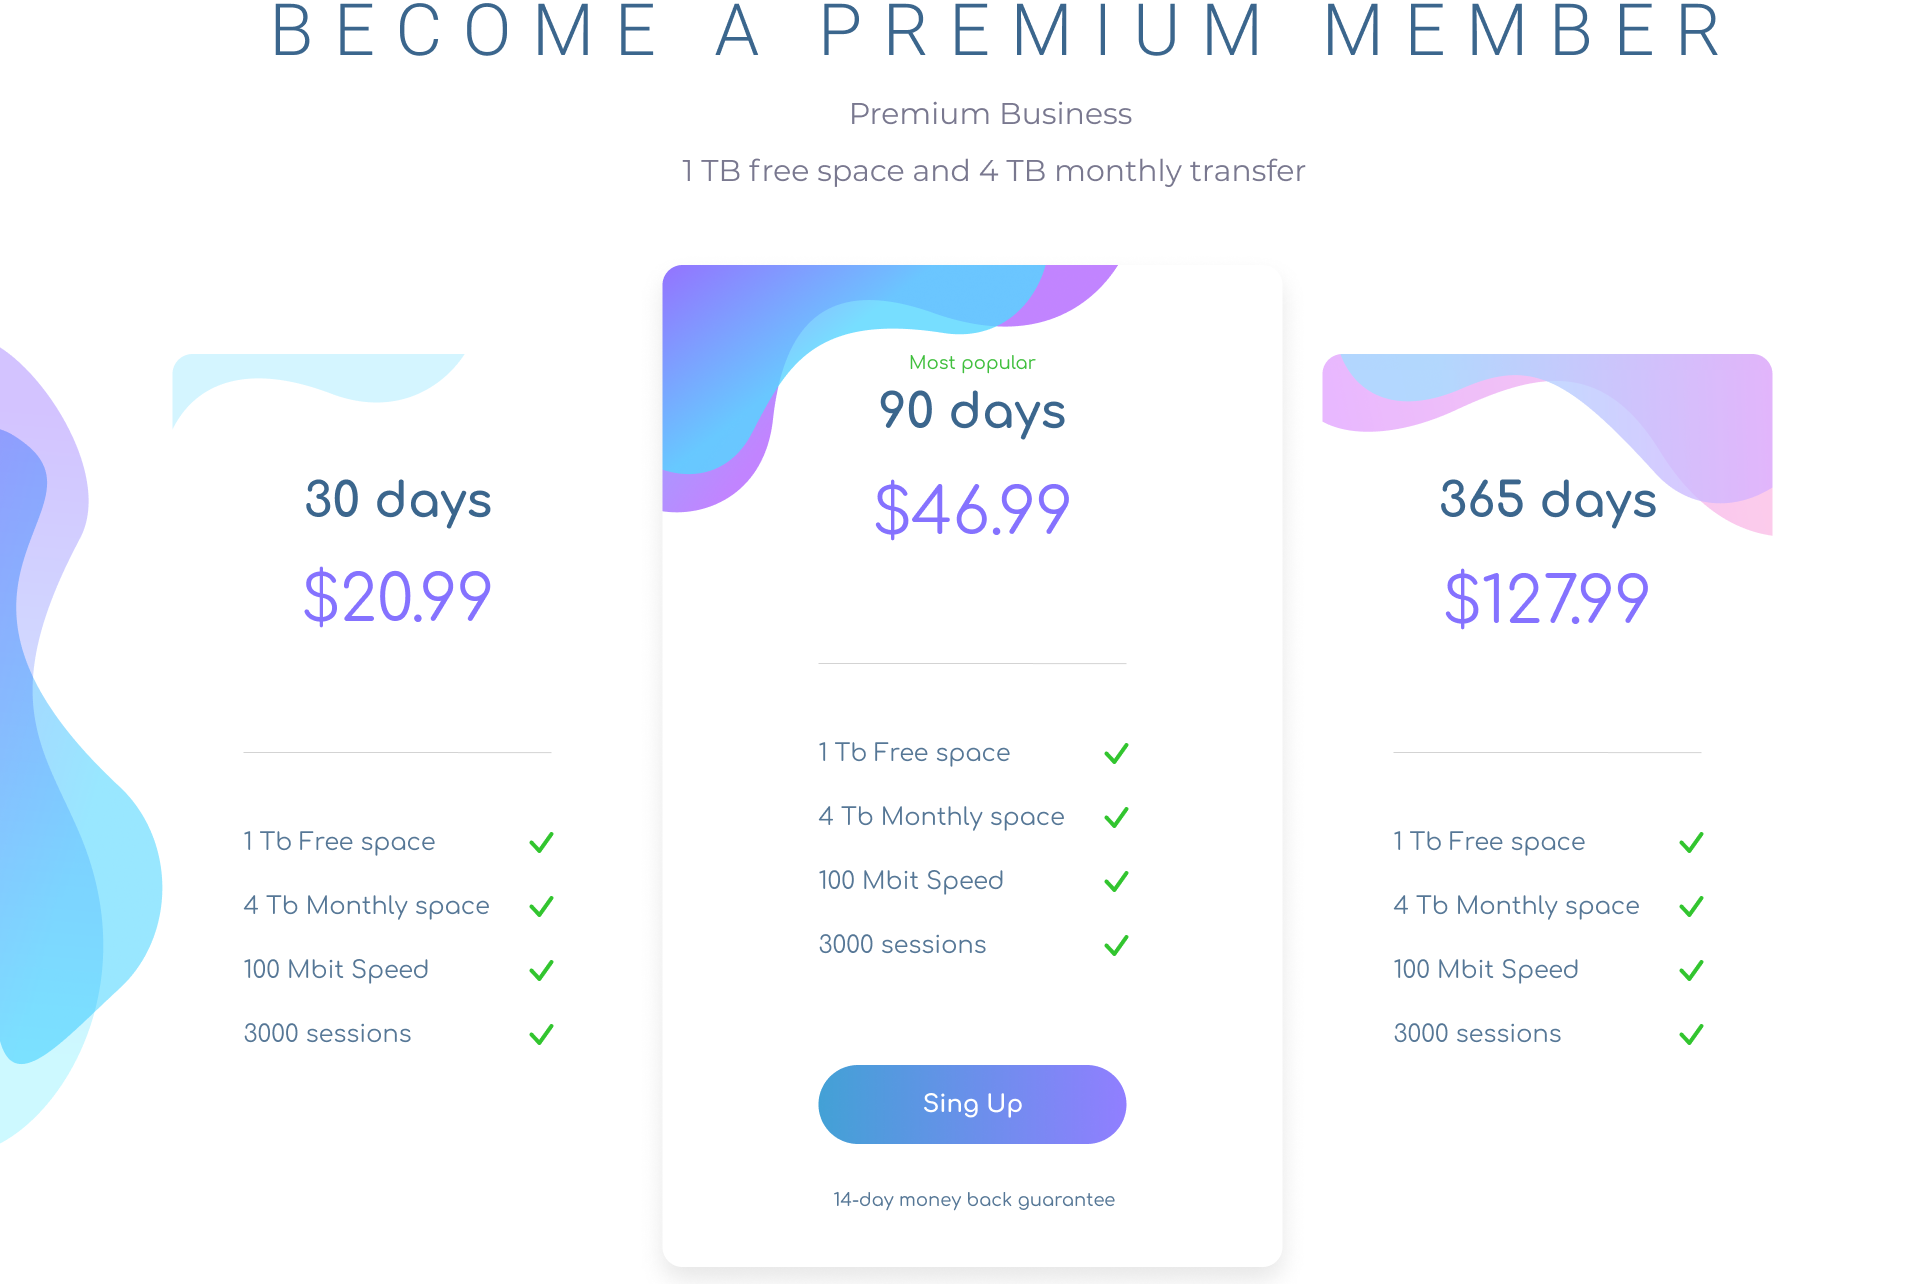 BECOME A PREMIUM MEMBER
Premium Business
1 TB free space and 4 TB monthly transfer
30 days
$20.99
1 Tb Free space
4 Tb Monthly space
100 Mbit Speed
3000 sessions
Most popular
90 days
$46.99
1 Tb Free space
4 Tb Monthly space
100 Mbit Speed
3000 sessions
Sing Up
14-day money back guarantee
365 days
$127.99
1 Tb Free space
4 Tb Monthly space
100 Mbit Speed
3000 sessions